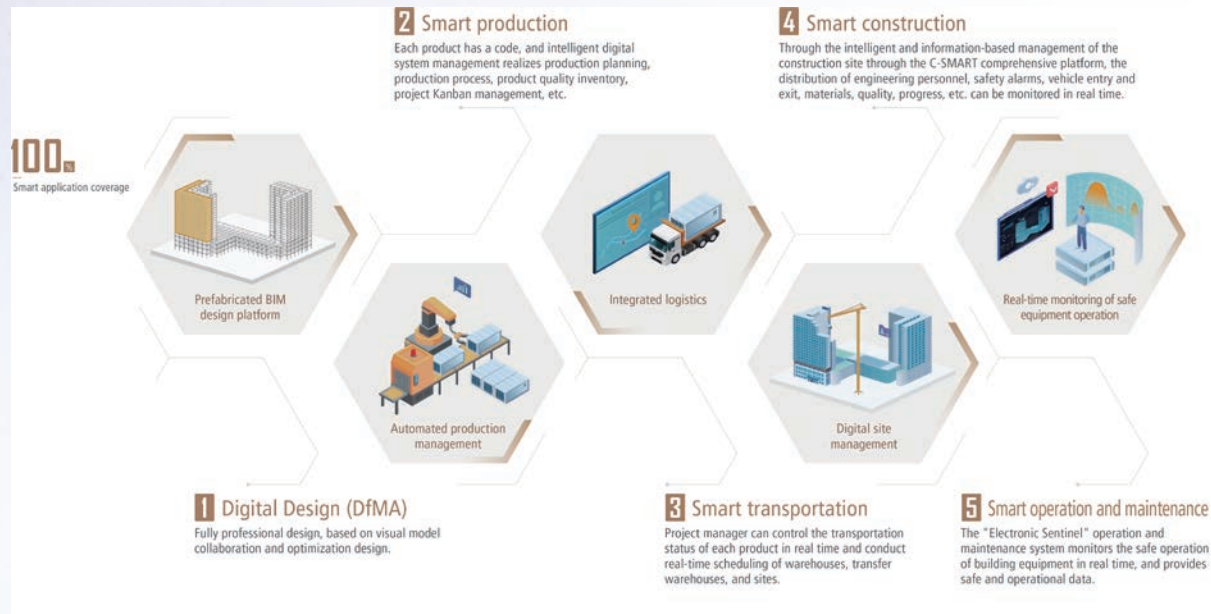 2 Smart production
Each product has a code, and intelligent digital
system management realizes production planning,
production process, product quality inventory,
project Kanban management, etc.
4 Smart construction
Through the intelligent and information-based management of the
construction site through the C-SMART comprehensive platform, the
distribution of engineering personnel, safety alarms, vehicle entry and
exit, materials, quality, progress, etc. can be monitored in real time.
100%
Smart application coverage
Prefabricated BIM
design platform
Automated production
management
Integrated logistics
Digital site
management
Real-time monitoring of safe
equipment operation
1 Digital Design (DfMA)
Fully professional design, based on visual model
collaboration and optimization design.
3 Smart transportation
Project manager can control the transportation
status of each product in real time and conduct
real-time scheduling of warehouses, transfer
warehouses, and sites.
5 Smart operation and maintenance
The "Electronic Sentinel" operation and
maintenance system monitors the safe operation
of building equipment in real time, and provides
safe and operational data.